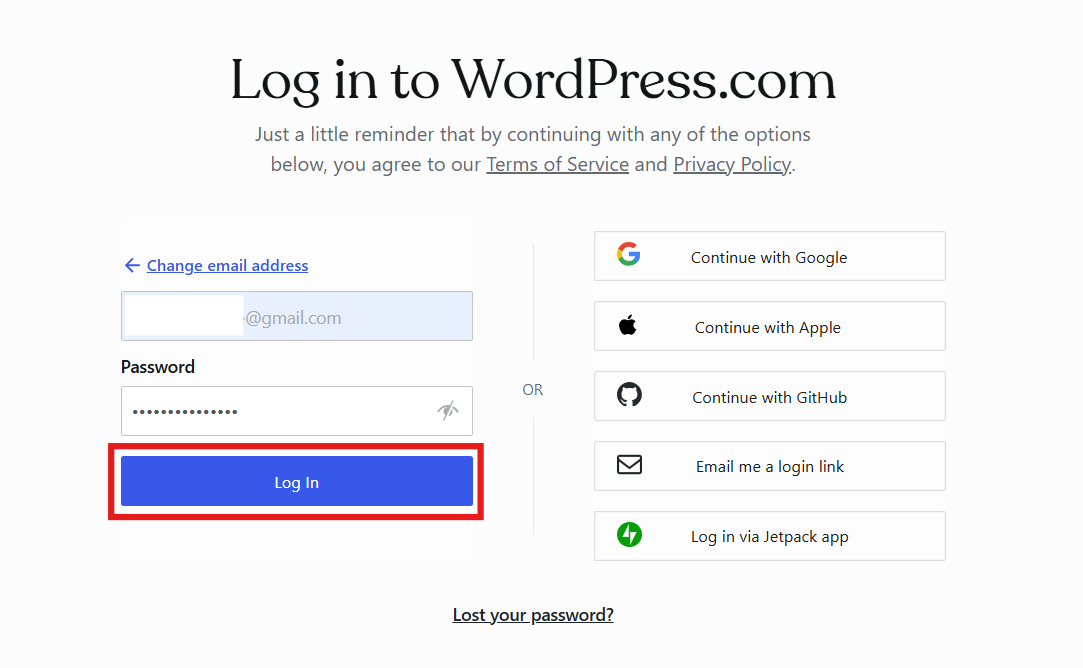 Log in to WordPress.com
Just a little reminder that by continuing with any of the options
below, you agree to our Terms of Service and Privacy Policy.
Change email address
@gmail.com
Password
Log In
OR
Continue with Google
Continue with Apple
Continue with GitHub
Email me a login link
Log in via Jetpack app
Lost your password?